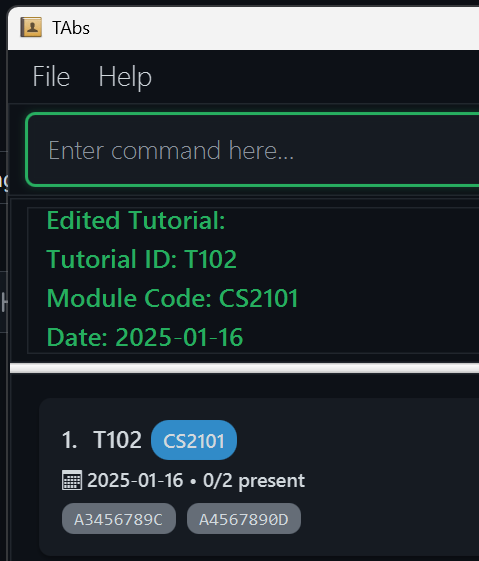 TAbs
File Help
Enter command here...
Edited Tutorial:
Tutorial ID: T102
Module Code: CS2101
Date: 2025-01-16
1. T102 CS2101
2025-01-16 • 0/2 present
A3456789C A4567890D